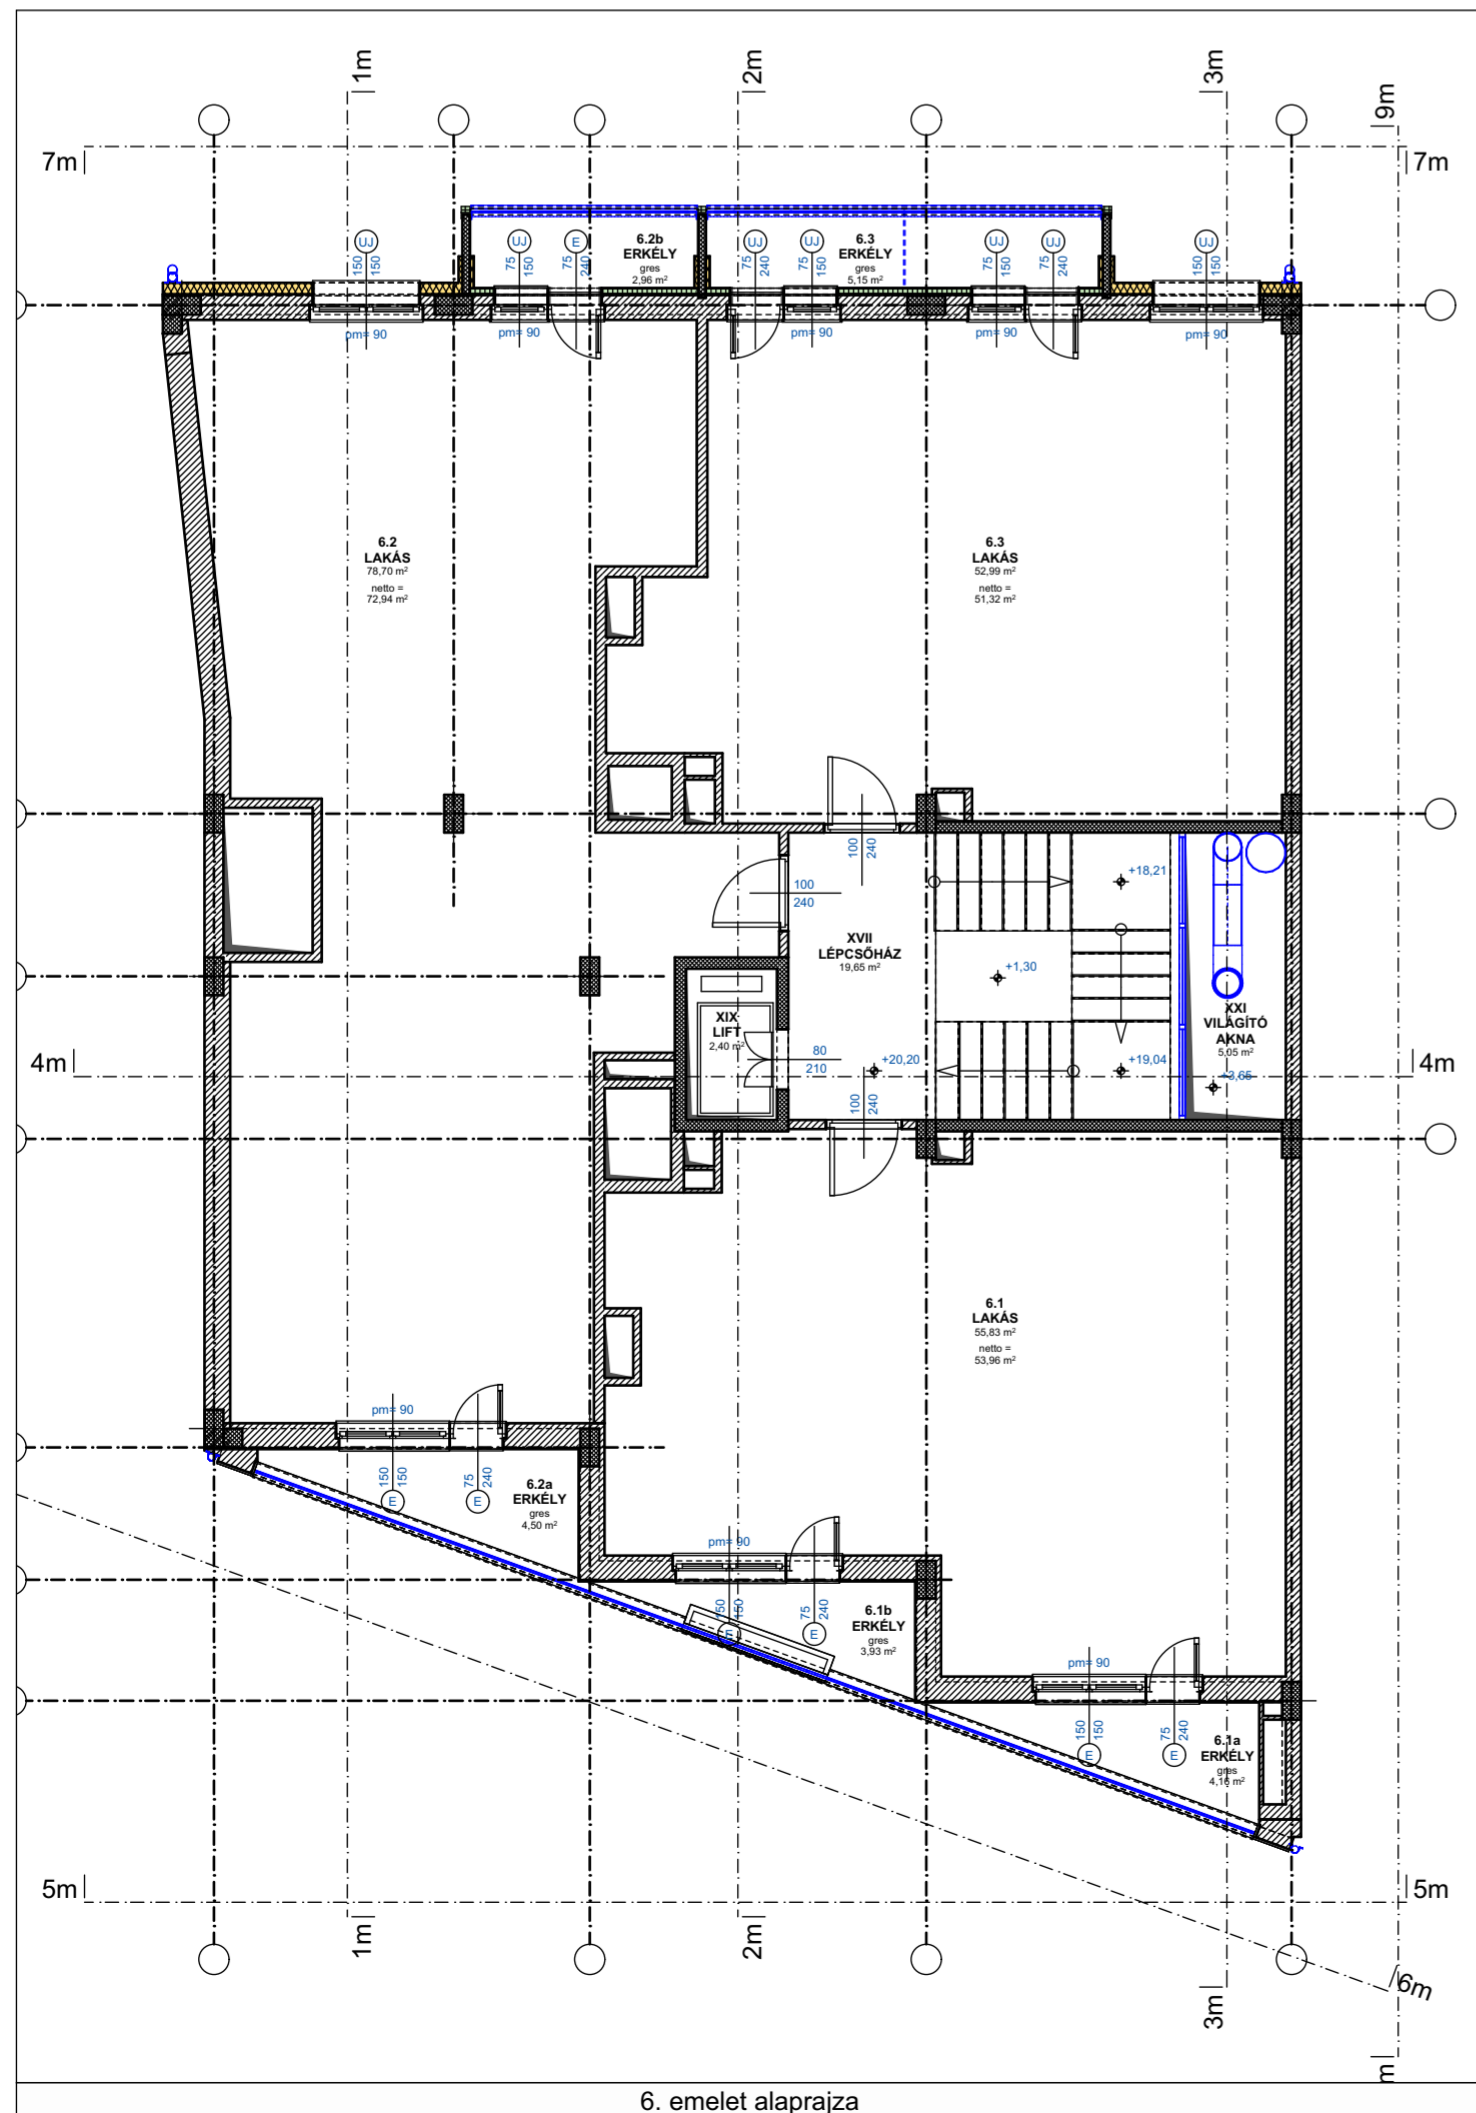 1m
2m
3m
9m
7m
7m
UJ
150
150
UJ
75
150
E
75
240
6.2b
ERKÉLY
gres
2,96 m²
UJ
75
240
UJ
75
150
6.3
ERKÉLY
gres
5,15 m²
UJ
75
150
UJ
75
240
UJ
150
150
pm= 90
pm= 90
pm= 90
pm= 90
pm= 90
6.2
LAKÁS
78,70 m²
netto =
72,94 m²
6.3
LAKÁS
52,99 m²
netto =
51,32 m²
100
240
100
240
+18,21
XVII
LÉPCSŐHÁZ
19,65 m²
+1,30
XIX
LIFT
2,40 m²
XXI
VILÁGÍTÓ
AKNA
5,05 m²
+3,65
4m
80
210
+20,20
+19,04
4m
100
240
6.1
LAKÁS
55,83 m²
netto =
53,96 m²
pm= 90
150
150
E
75
240
E
6.2a
ERKÉLY
gres
4,50 m²
pm= 90
150
150
E
75
240
E
6.1b
ERKÉLY
gres
3,93 m²
pm= 90
150
150
E
75
240
E
6.1a
ERKÉLY
gres
4,16 m²
5m
5m
1m
2m
3m
6m
m
6. emelet alaprajza